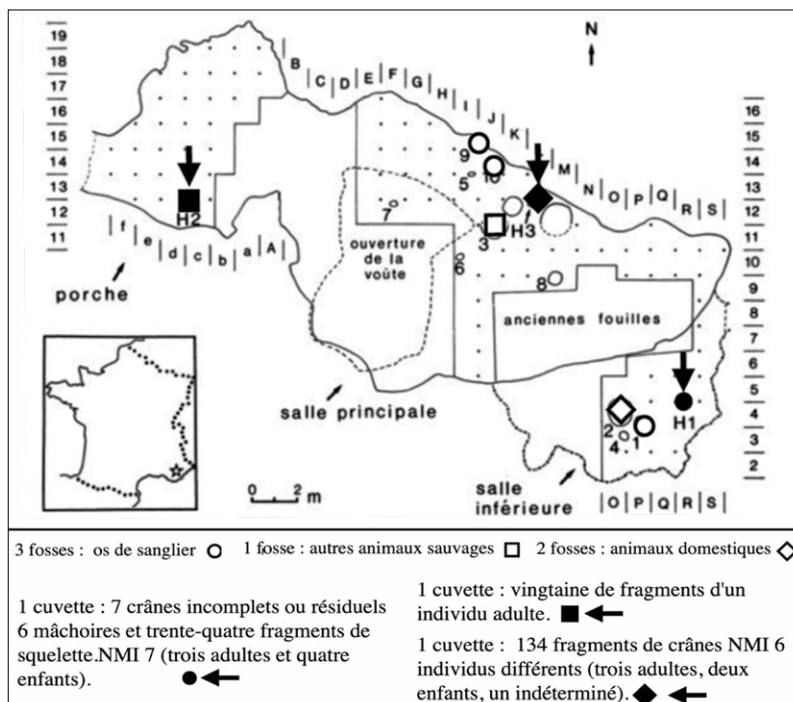 19
18
17
16
15
14
13
12
11
B
C
D
E
F
G
H
I
J
K
M
N
O
P
Q
R
S
N
16
15
14
13
12
11
10
9
8
7
6
5
4
3
2
9
10
5
7
H2
H3
3
6
8
f
e
d
c
b
a
A
porche
ouverture
de la
voûte
anciennes fouilles
salle principale
H1
2
1
4
0 2
m
salle
inférieure
O
P
Q
R
S
3 fosses : os de sanglier
1 fosse : autres animaux sauvages
2 fosses : animaux domestiques
1 cuvette : 7 crânes incomplets ou résiduels
6 mâchoires et trente-quatre fragments de
squelette.NMI 7 (trois adultes et quatre
enfants).
1 cuvette : vingtaine de fragments d'un
individu adulte.
1 cuvette : 134 fragments de crânes NMI 6
individus différents (trois adultes, deux
enfants, un indéterminé).